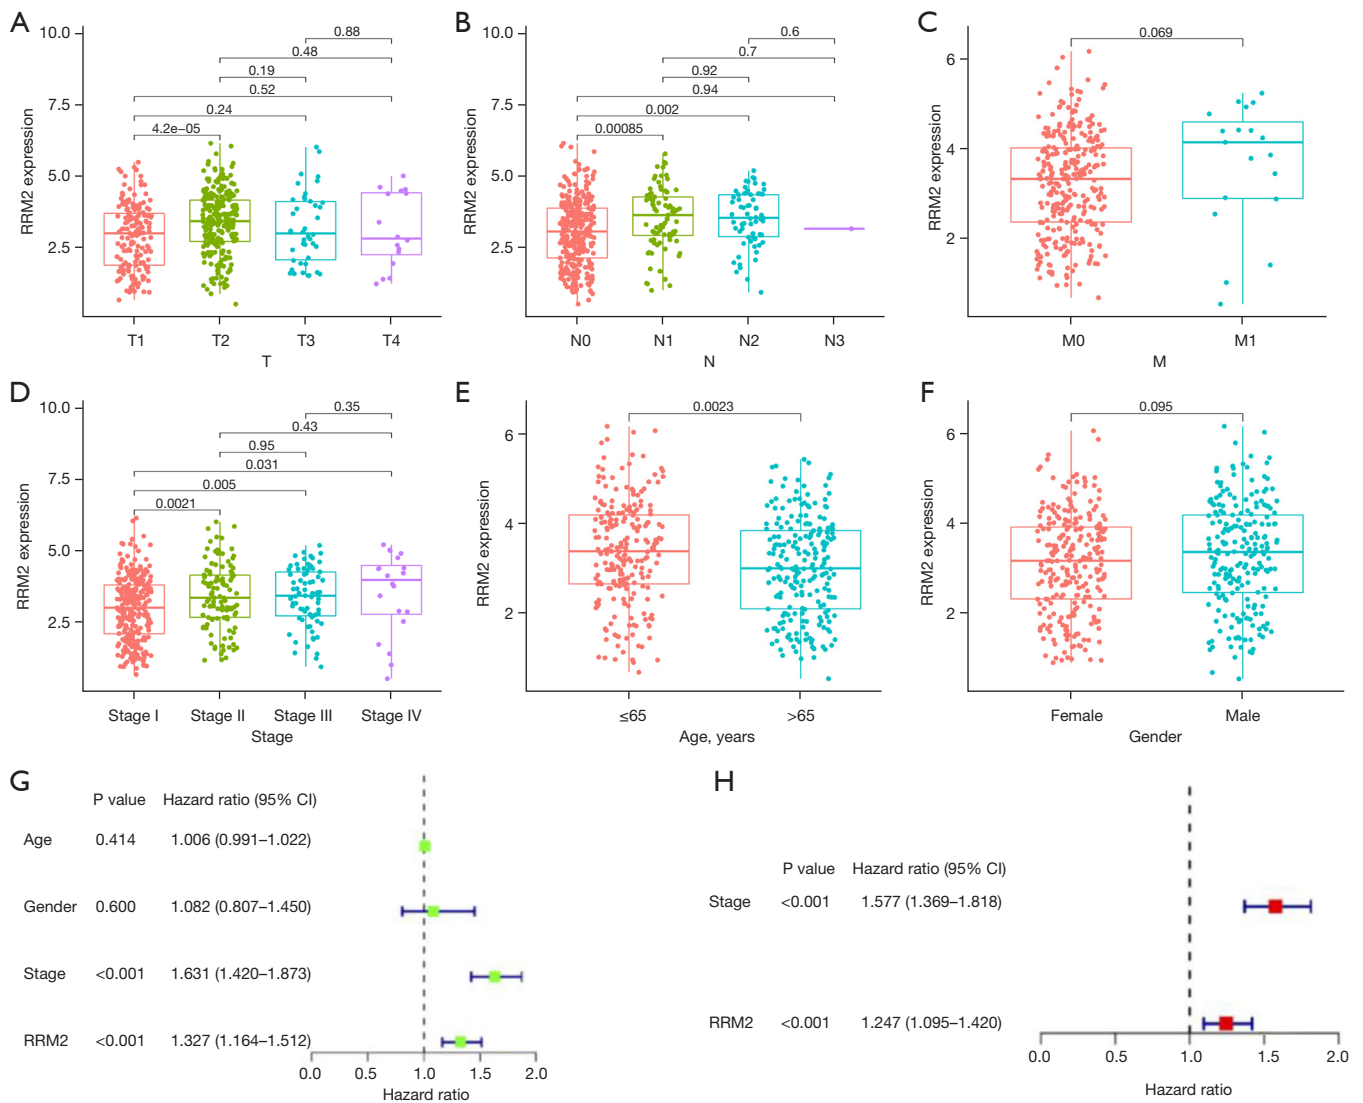 A
10.0
7.5
5.0
2.5
RRM2 expression
0.88
0.48
0.19
0.52
0.24
4.2e−05
T1 T2 T3 T4
T
B
10.0
7.5
5.0
2.5
RRM2 expression
0.6
0.7
0.92
0.94
0.002
0.00085
N0 N1 N2 N3
N
C
6
4
2
RRM2 expression
0.069
M0 M1
M
D
10.0
7.5
5.0
2.5
RRM2 expression
0.35
0.43
0.95
0.031
0.005
0.0021
Stage I Stage II Stage III Stage IV
Stage
E
6
4
2
RRM2 expression
0.0023
≤65 >65
Age, years
F
6
4
2
RRM2 expression
0.095
Female Male
Gender
G
P value Hazard ratio (95% CI)
Age 0.414 1.006 (0.991–1.022)
Gender 0.600 1.082 (0.807–1.450)
Stage <0.001 1.631 (1.420–1.873)
RRM2 <0.001 1.327 (1.164–1.512)
0.0 0.5 1.0 1.5 2.0
Hazard ratio
H
P value Hazard ratio (95% CI)
Stage <0.001 1.577 (1.369–1.818)
RRM2 <0.001 1.247 (1.095–1.420)
0.0 0.5 1.0 1.5 2.0
Hazard ratio